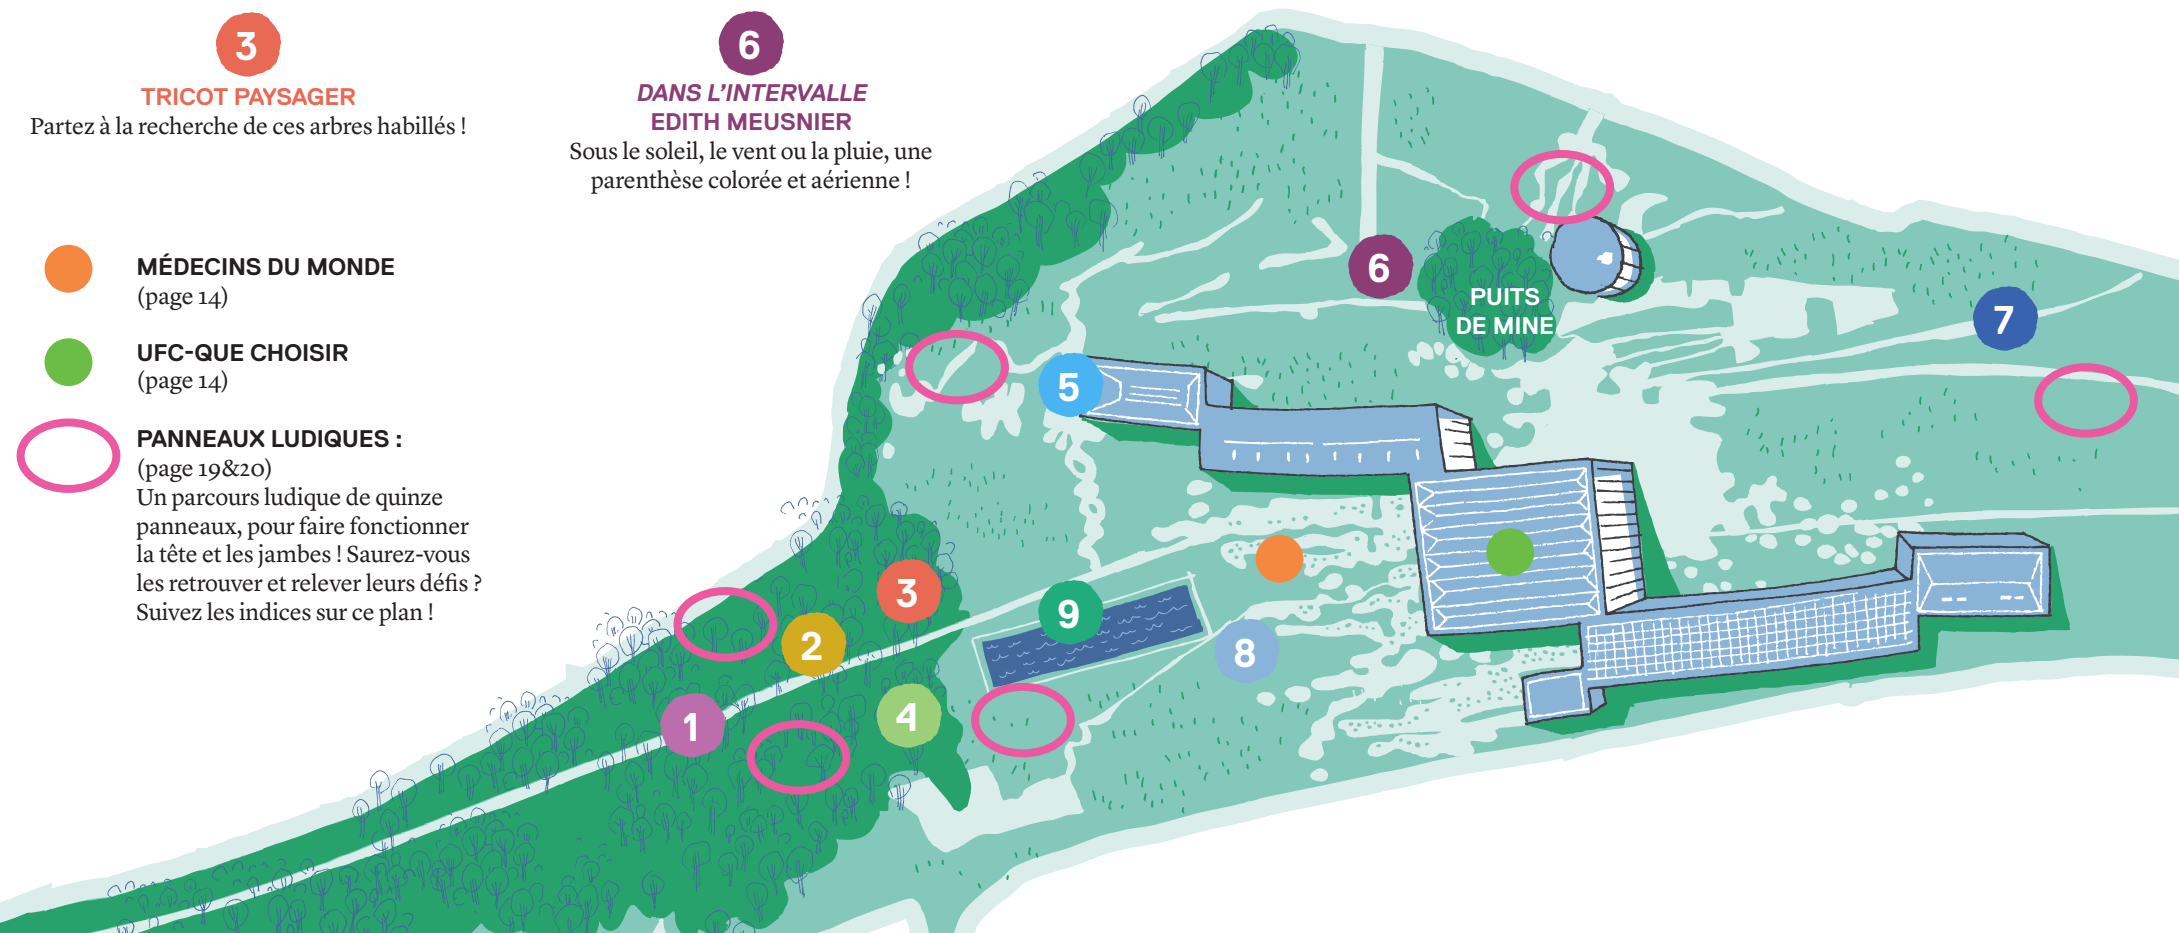 3
TRICOT PAYSAGER
Partez à la recherche de ces arbres habillés !
6
DANS L’INTERVALLE
EDITH MEUSNIER
Sous le soleil, le vent ou la pluie, une
parenthèse colorée et aérienne !
MÉDECINS DU MONDE
(page 14)
UFC-QUE CHOISIR
(page 14)
PANNEAUX LUDIQUES :
(page 19&20)
Un parcours ludique de quinze
panneaux, pour faire fonctionner
la tête et les jambes ! Saurez-vous
les retrouver et relever leurs défis ?
Suivez les indices sur ce plan !
6
PUITS
DE MINE
7
5
3
9
2
8
1
4